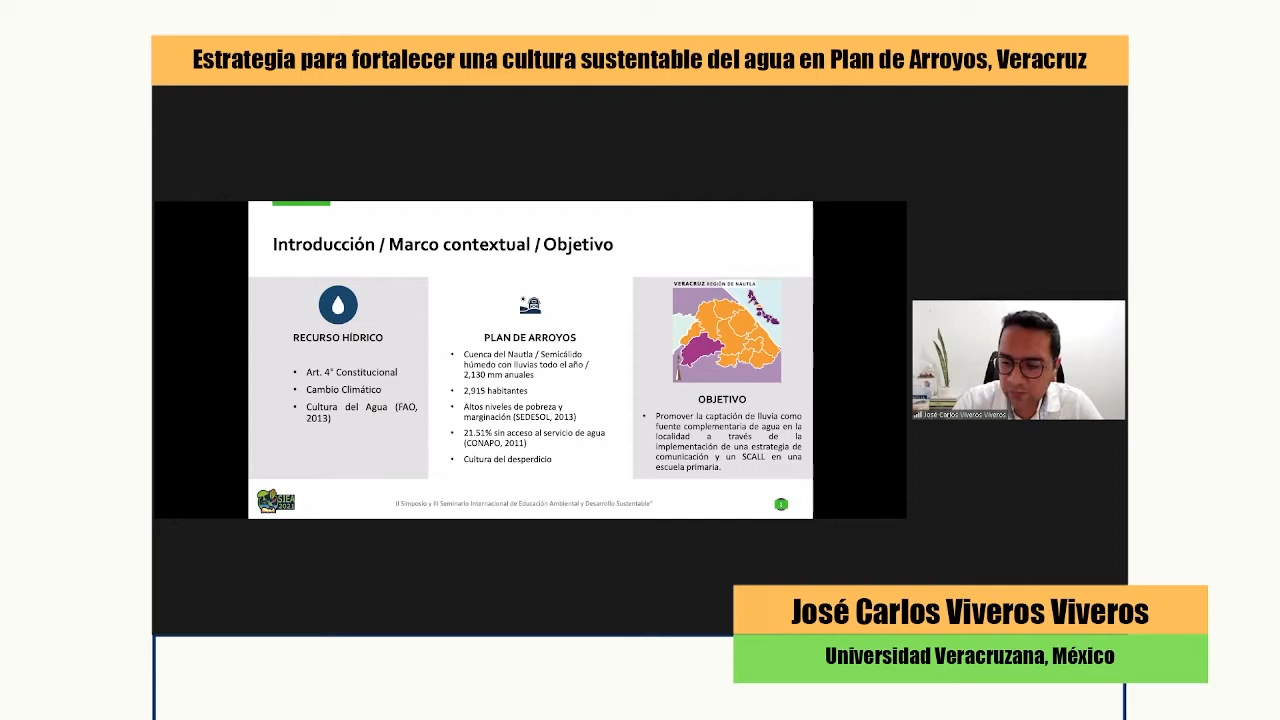 Estrategia para fortalecer una cultura sustentable del agua en Plan de Arroyos, Veracruz
Introducción / Marco contextual / Objetivo
RECURSO HÍDRICO
• Art. 4° Constitucional
• Cambio Climático
• Cultura del Agua (FAO,
2013)
PLAN DE ARROYOS
• Cuenca del Nautla / Semicálido
húmedo con lluvias todo el año /
2,130 mm anuales
• 2,915 habitantes
• Altos niveles de pobreza y
marginación (SEDESOL, 2013)
• 21.51% sin acceso al servicio de agua
(CONAPO, 2011)
• Cultura del desperdicio
VERACRUZ REGIÓN DE NAUTLA
OBJETIVO
• Promover la captación de lluvia como
fuente complementaria de agua en la
localidad a través de la
implementación de una estrategia de
comunicación y un SCALL en una
escuela primaria.
SIEA
2021
II Simposio y III Seminario Internacional de Educación Ambiental y Desarrollo Sustentable"
José Carlos Viveros Viveros
José Carlos Viveros Viveros
Universidad Veracruzana, México